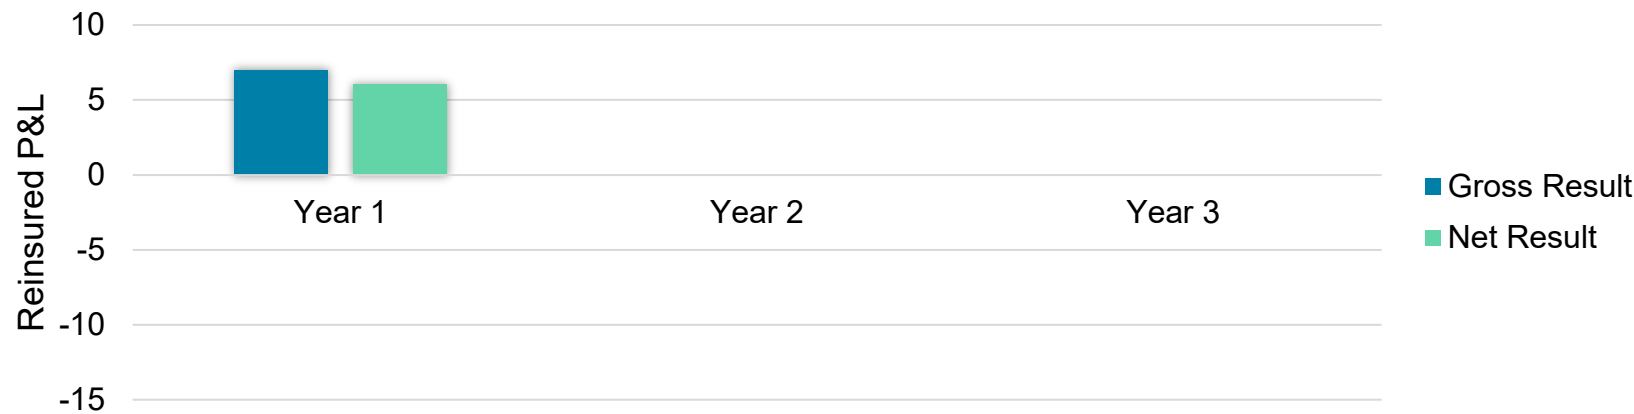 10
5
0
-5
-10
-15
Reinsured P&L
Year 1
Year 2
Year 3
Gross Result
Net Result